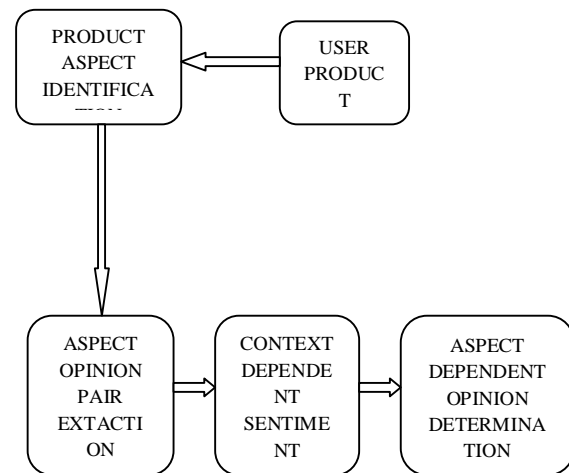 PRODUCT
ASPECT
IDENTIFICA
TION
USER
PRODUC
T
ASPECT
OPINION
PAIR
EXTACTI
ON
CONTEXT
DEPENDE
NT
SENTIME
NT
ASPECT
DEPENDENT
OPINION
DETERMINA
TION